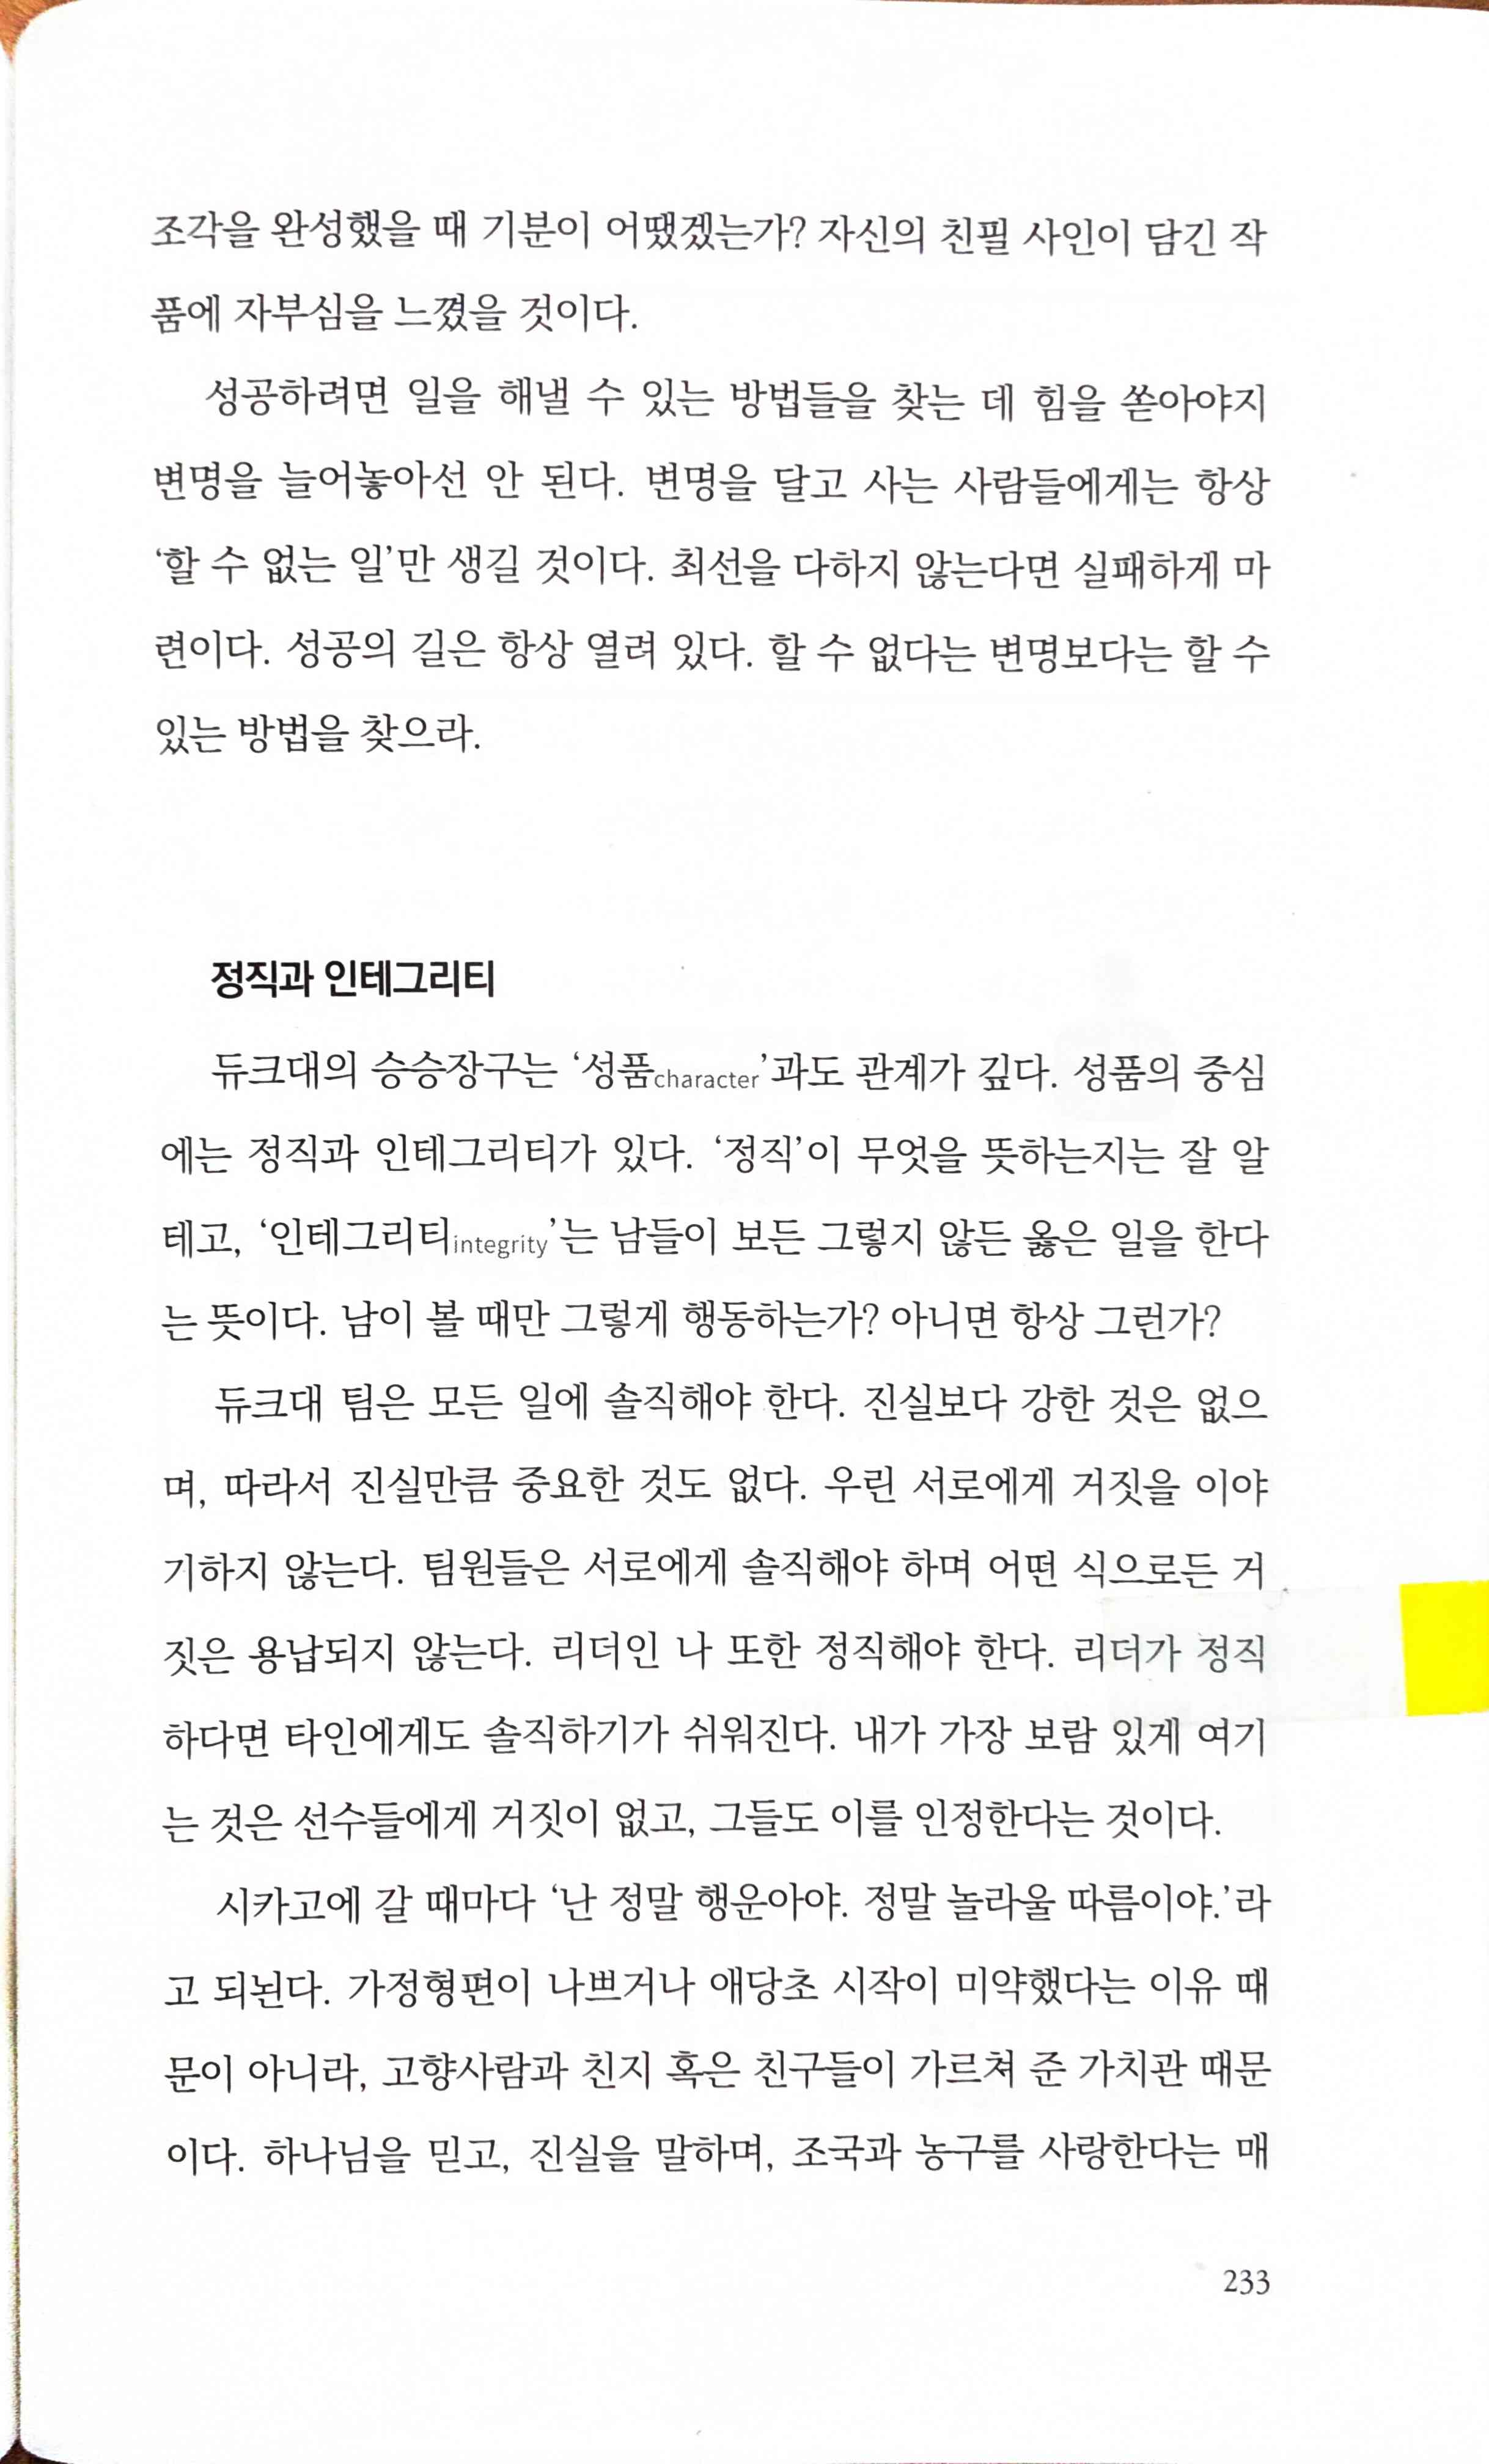 조각을 완성했을 때 기분이 어땠겠는가? 자신의 친필 사인이 담긴 작
품에 자부심을 느꼈을 것이다.
성공하려면 일을 해낼 수 있는 방법들을 찾는 데 힘을 쏟아야지
변명을 늘어놓아선 안 된다. 변명을 달고 사는 사람들에게는 항상
‘할 수 없는 일’만 생길 것이다. 최선을 다하지 않는다면 실패하게 마
련이다. 성공의 길은 항상 열려 있다. 할 수 없다는 변명보다는 할 수
있는 방법을 찾으라.
정직과 인테그리티
듀크대의 승승장구는 ‘성품character’과도 관계가 깊다. 성품의 중심
에는 정직과 인테그리티가 있다. ‘정직’이 무엇을 뜻하는지는 잘 알
테고, ‘인테그리티integrity’는 남들이 보든 그렇지 않든 옳은 일을 한다
는 뜻이다. 남이 볼 때만 그렇게 행동하는가? 아니면 항상 그런가?
듀크대 팀은 모든 일에 솔직해야 한다. 진실보다 강한 것은 없으
며, 따라서 진실만큼 중요한 것도 없다. 우린 서로에게 거짓을 이야
기하지 않는다. 팀원들은 서로에게 솔직해야 하며 어떤 식으로든 거
짓은 용납되지 않는다. 리더인 나 또한 정직해야 한다. 리더가 정직
하다면 타인에게도 솔직하기가 쉬워진다. 내가 가장 보람 있게 여기
는 것은 선수들에게 거짓이 없고, 그들도 이를 인정한다는 것이다.
시카고에 갈 때마다 ‘난 정말 행운아야. 정말 놀라울 따름이야.’라
고 되뇐다. 가정형편이 나쁘거나 애당초 시작이 미약했다는 이유 때
문이 아니라, 고향사람과 친지 혹은 친구들이 가르쳐 준 가치관 때문
이다. 하나님을 믿고, 진실을 말하며, 조국과 농구를 사랑한다는 매
233